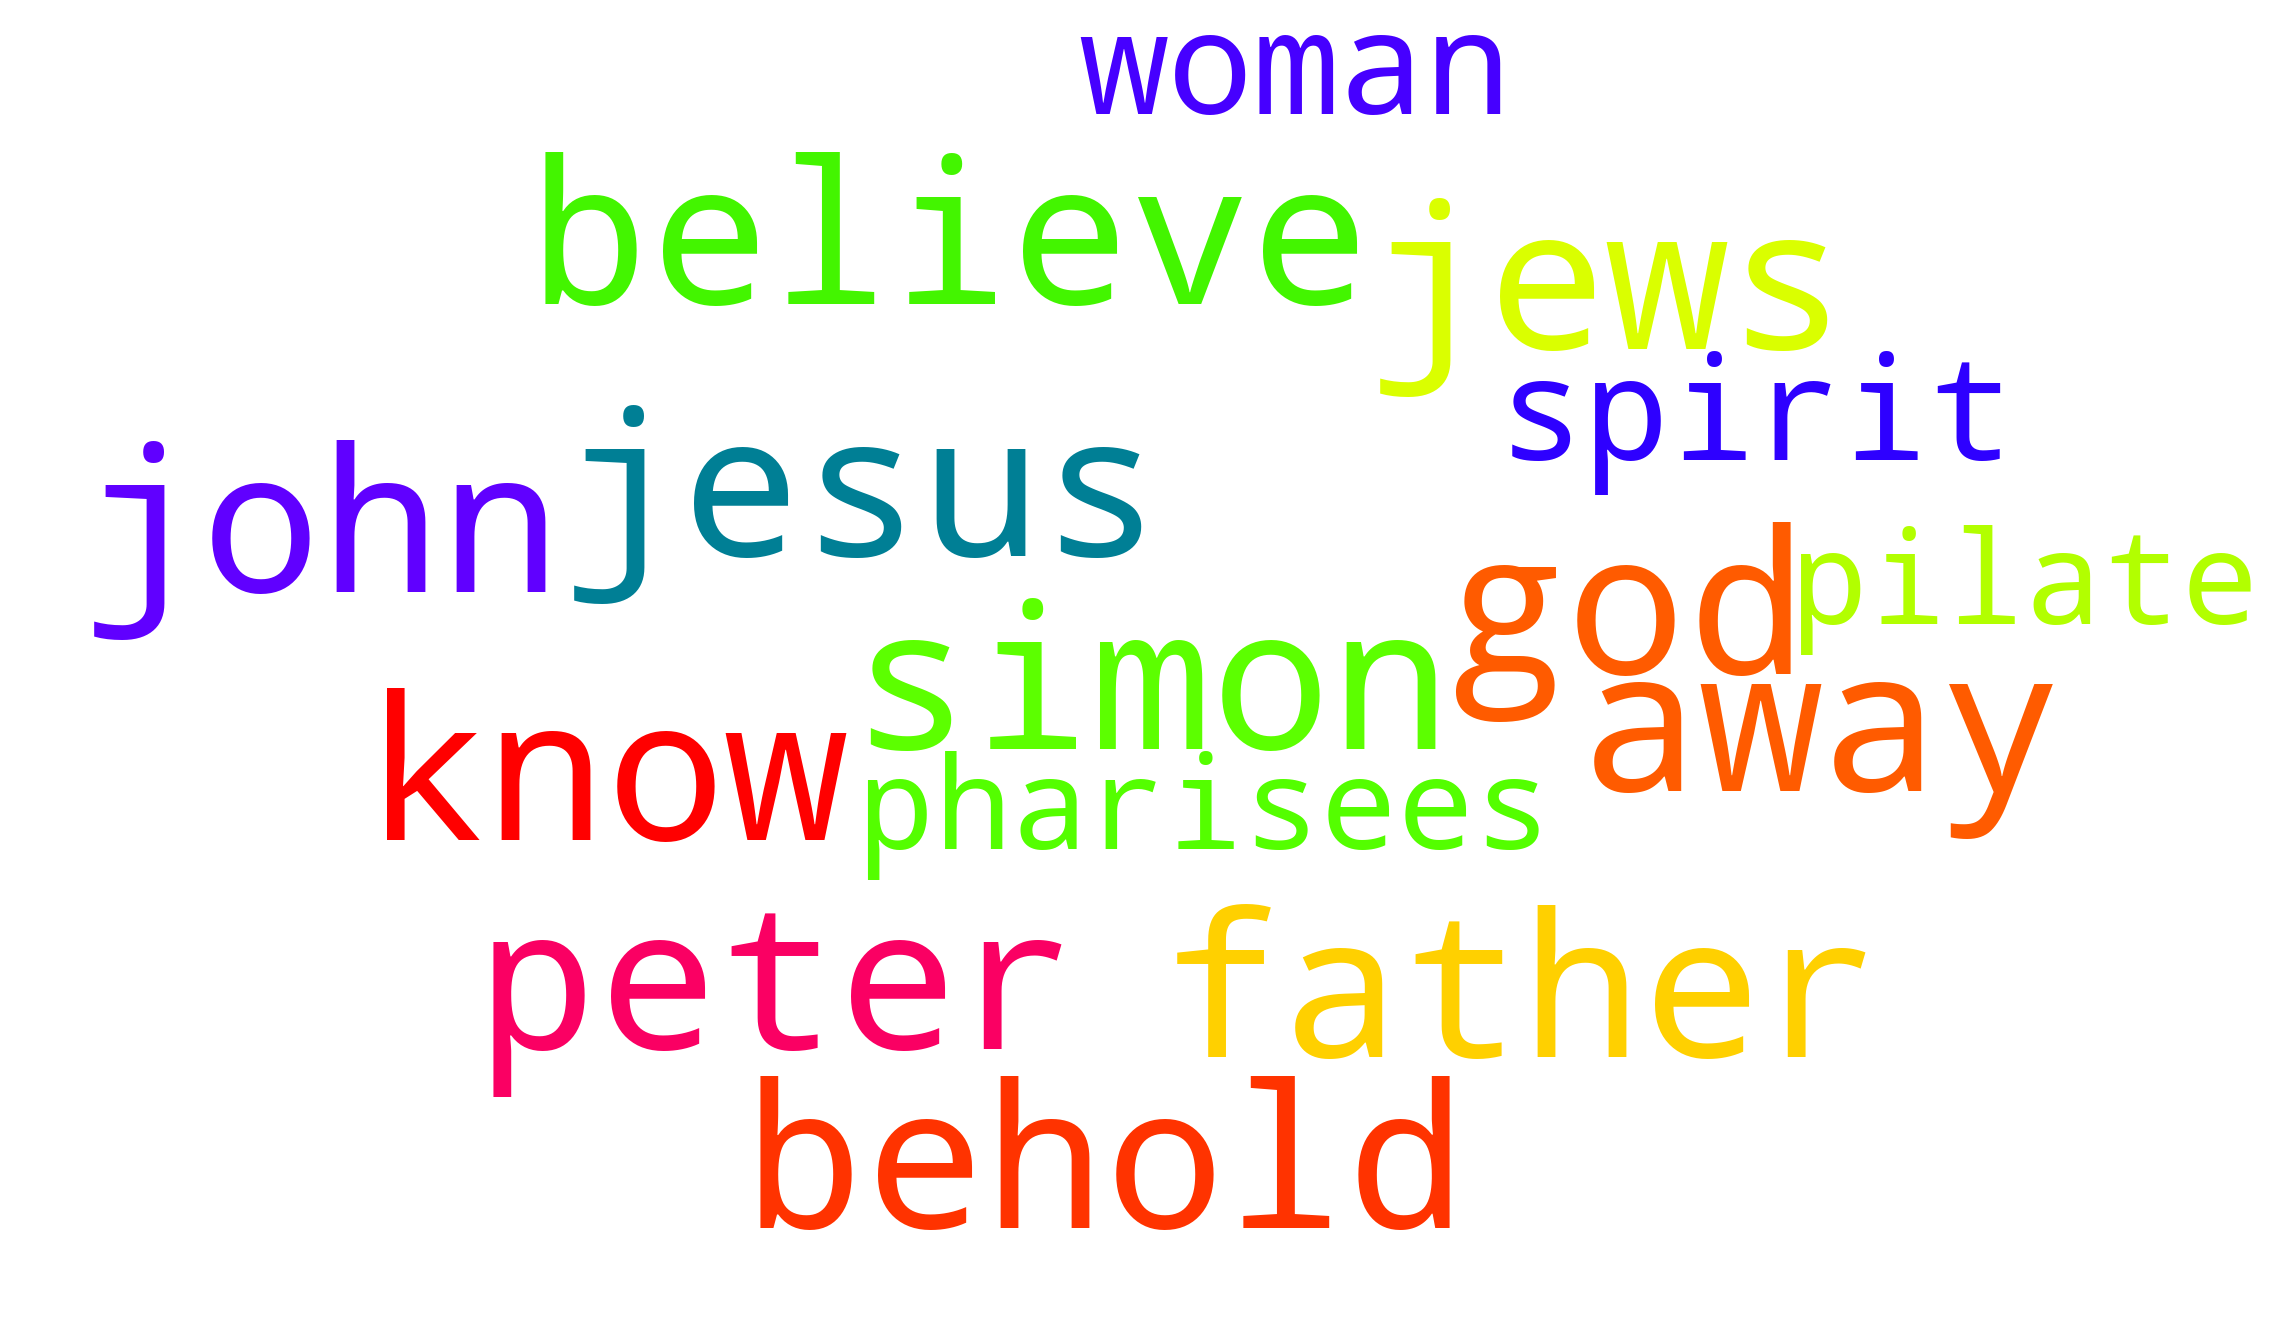 woman
believe
jews
spirit
john
jesus
god
pilate
simon
away
know
pharisees
peter
father
behold